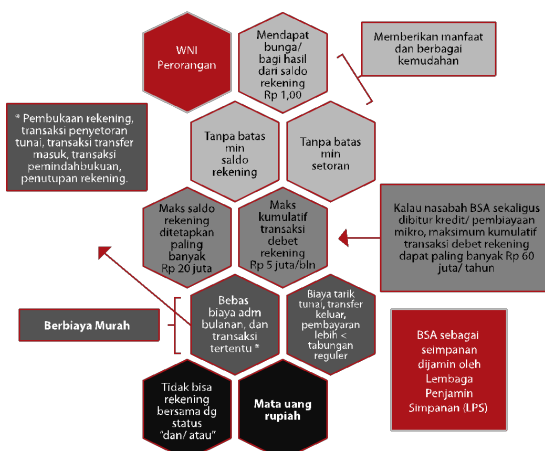 WNI
Perorangan
Mendapat
bunga/
bagi hasil
dari saldo
rekening
Rp 1,00
Memberikan manfaat
dan berbagai
kemudahan
* Pembukaan rekening,
transaksi penyetoran
tunai, transaksi transfer
masuk, transaksi
pemindahbukuan,
penutupan rekening.
Tanpa batas
min
saldo
rekening
Tanpa batas
min
setoran
Maks saldo
rekening
ditetapkan
paling
banyak
Rp 20 juta
Maks
kumulatif
transaksi
debet
rekening
Rp 5 juta/bln
Kalau nasabah BSA sekaligus
dibitur kredit/ pembiayaan
mikro, maksimum kumulatif
transaksi debet rekening
dapat paling banyak Rp 60
juta/ tahun
Berbiaya Murah
Bebas
biaya adm
bulanan, dan
transaksi
tertentu *
Biaya tarik
tunai, transfer
keluar,
pembayaran
lebih <
tabungan
reguler
BSA sebagai
seimpanan
dijamin oleh
Lembaga
Penjamin
Simpanan (LPS)
Tidak bisa
rekening
bersama dg
status
"dan/ atau"
Mata uang
rupiah